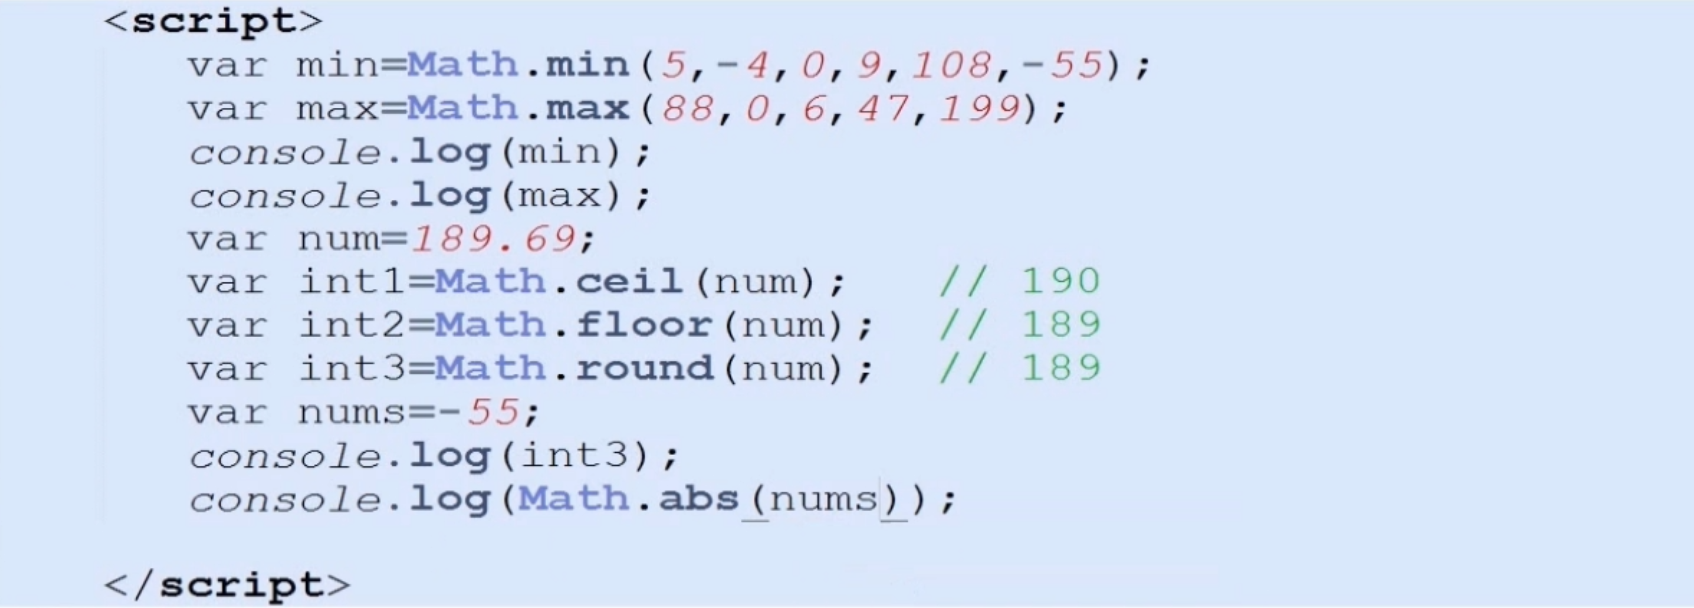 <script>
var min=Math.min(5,-4,0,9,108,-55);
var max=Math.max(88,0,6,47,199);
console.log(min);
console.log(max);
var num=189.69;
var int1=Math.ceil(num);   // 190
var int2=Math.floor(num);  // 189
var int3=Math.round(num);  // 189
var nums=-55;
console.log(int3);
console.log(Math.abs(nums));
</script>